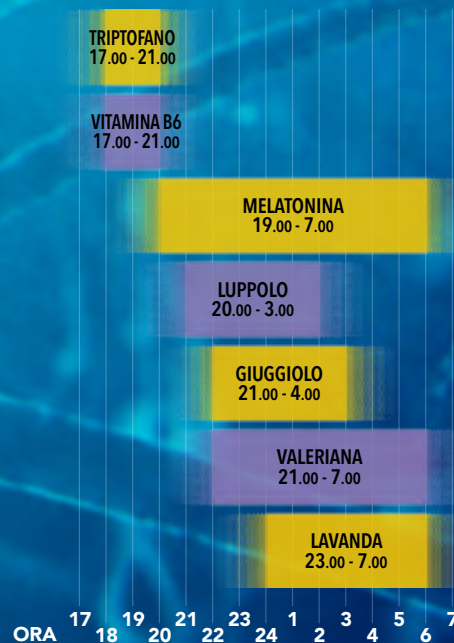 TRIPTOFANO
17.00 - 21.00
VITAMINA B6
17.00 - 21.00
MELATONINA
19.00 - 7.00
LUPPOLO
20.00 - 3.00
GIUGGIOLO
21.00 - 4.00
VALERIANA
21.00 - 7.00
LAVANDA
23.00 - 7.00
17 19 21 23 1 3 5 7
ORA 18 20 22 24 2 4 6